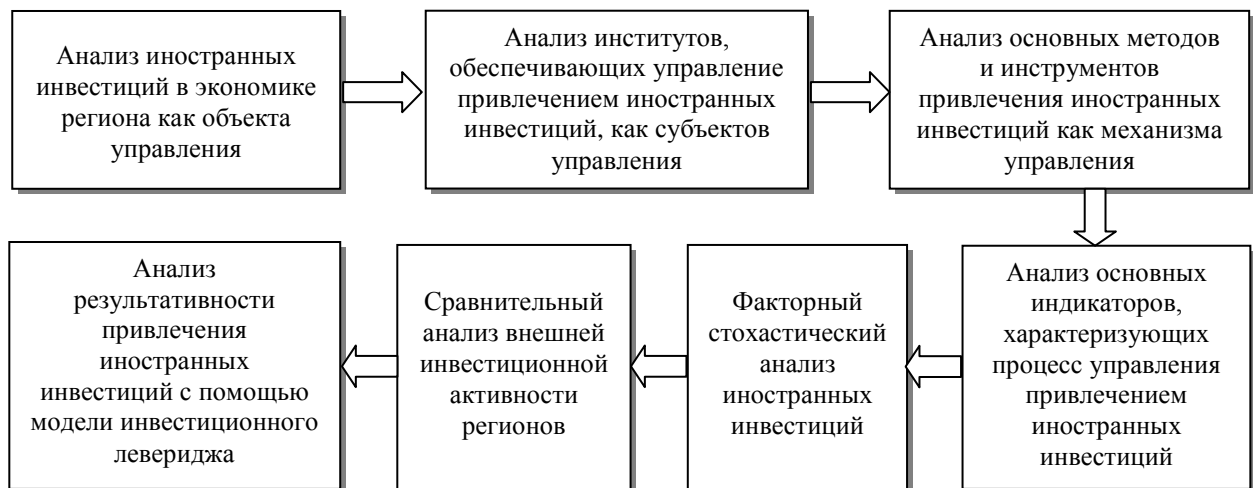 Анализ иностранных
инвестиций в экономике
региона как объекта
управления
Анализ институтов,
обеспечивающих управление
привлечением иностранных
инвестиций, как субъектов
управления
Анализ основных методов
и инструментов
привлечения иностранных
инвестиций как механизма
управления
Анализ основных
индикаторов,
характеризующих
процесс управления
привлечением
иностранных
инвестиций
Факторный
стохастический
анализ
иностранных
инвестиций
Сравнительный
анализ внешней
инвестиционной
активности
регионов
Анализ
результативности
привлечения
иностранных
инвестиций с помощью
модели инвестиционного
левериджа